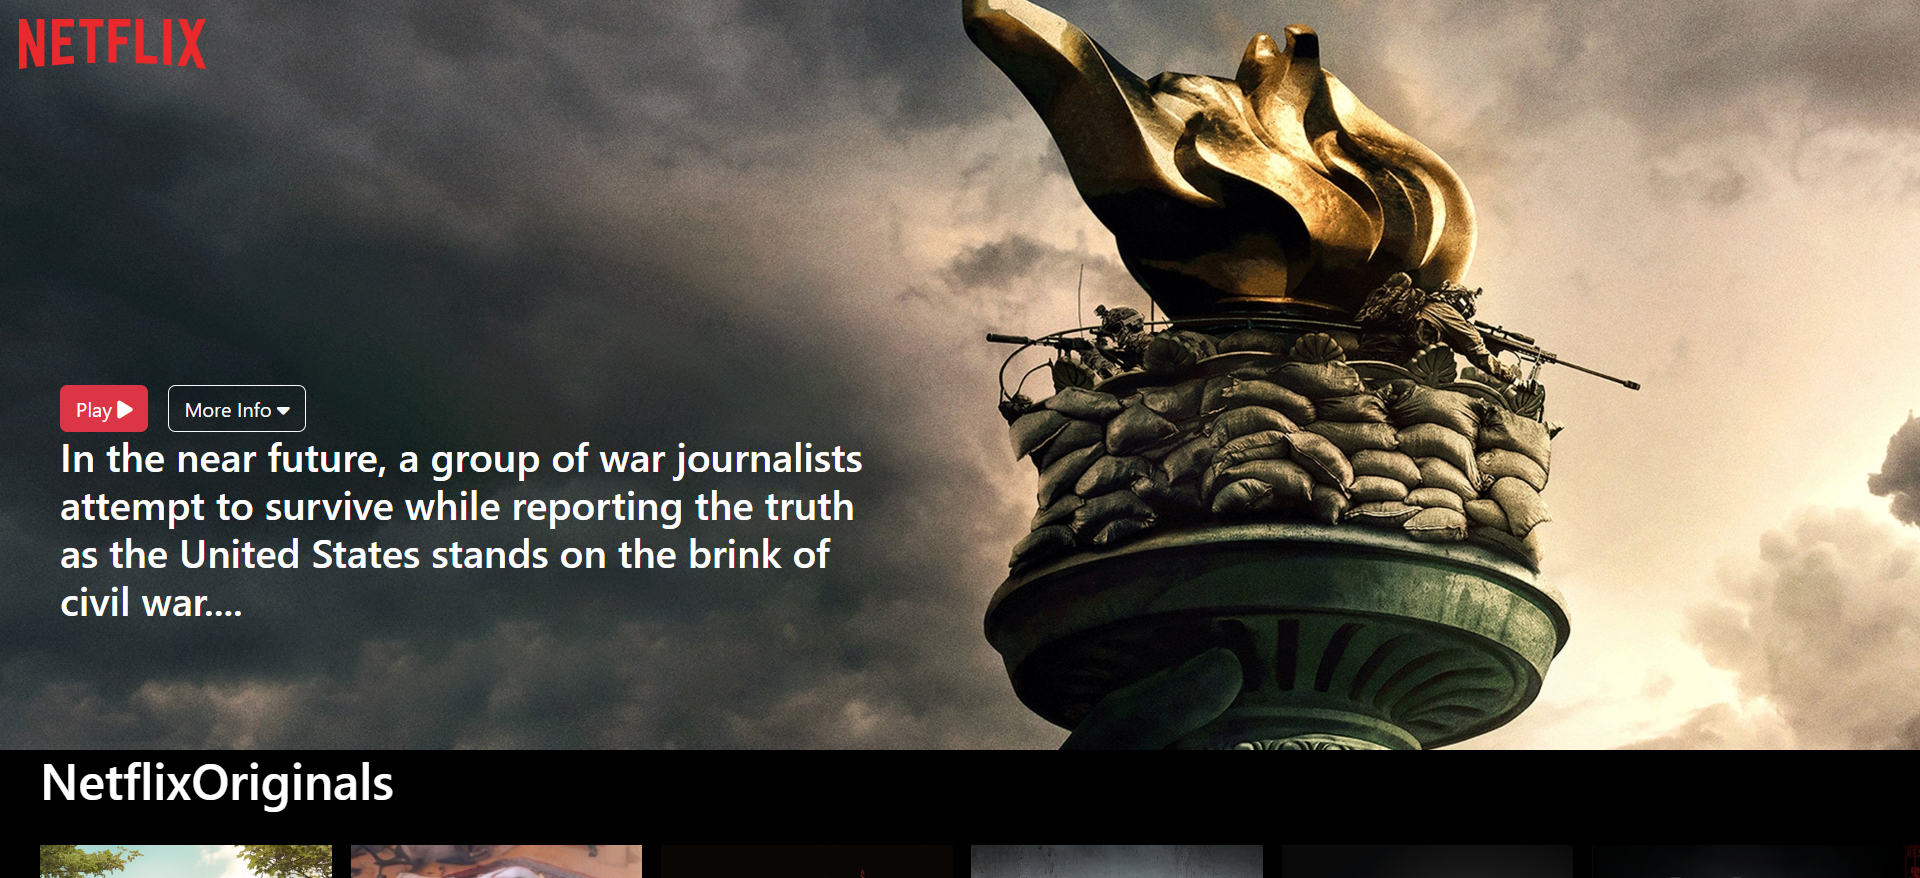 NETFLIX
Play
More Info
In the near future, a group of war journalists
attempt to survive while reporting the truth
as the United States stands on the brink of
civil war....
NetflixOriginals